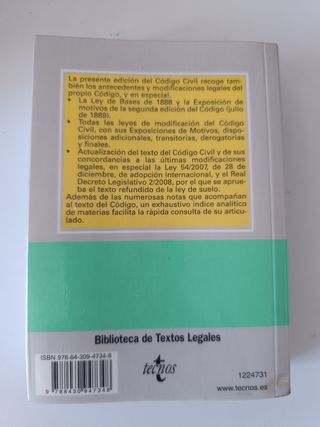 La presente edición del Código Civil recoge tam-
bién los antecedentes y modificaciones legales del
propio Código, y en especial.
• La Ley de Bases de 1888 y la Exposición de
motivos de la segunda edición del Código (julio
de 1889).
• Todas las leyes de modificación del Código
Civil, con sus Exposiciones de Motivos, dispo-
siciones adicionales, transitorias, derogatorias
y finales.
• Actualización del texto del Código Civil y de sus
concordancias a las últimas modificaciones
legales, en especial la Ley 54/2007, de 28 de
diciembre, de adopción internacional, y el Real
Decreto Legislativo 2/2008, por el que se aprue-
ba el texto refundido de la ley de suelo.
Además de las numerosas notas que acompañan
al texto del Código, un exhaustivo índice analítico
de materias facilita la rápida consulta de su arti-
culado.
Biblioteca de Textos Legales
ISBN 978-84-309-4734-8
9 788430 947348
tecnos
1224731
www.tecnos.es